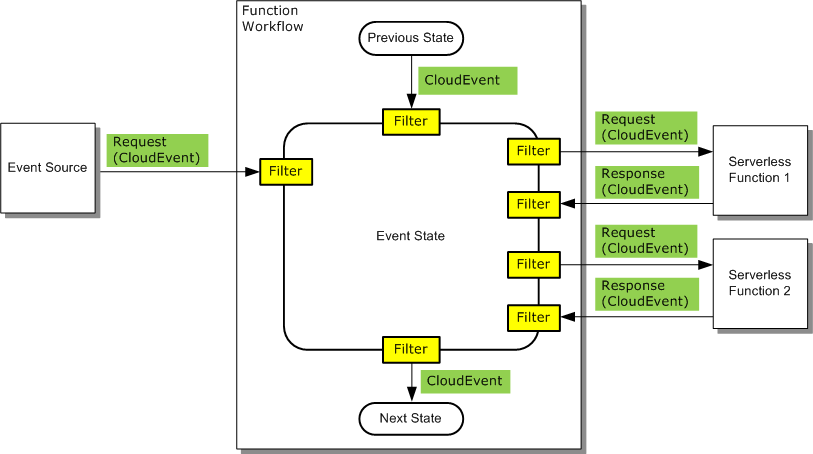 Function
Workflow
Previous State
CloudEvent
Filter
Event Source
Request
(CloudEvent)
Filter
Event State
Filter
Request
(CloudEvent)
Serverless
Function 1
Filter
Response
(CloudEvent)
Filter
Request
(CloudEvent)
Serverless
Function 2
Filter
Response
(CloudEvent)
Filter
CloudEvent
Next State